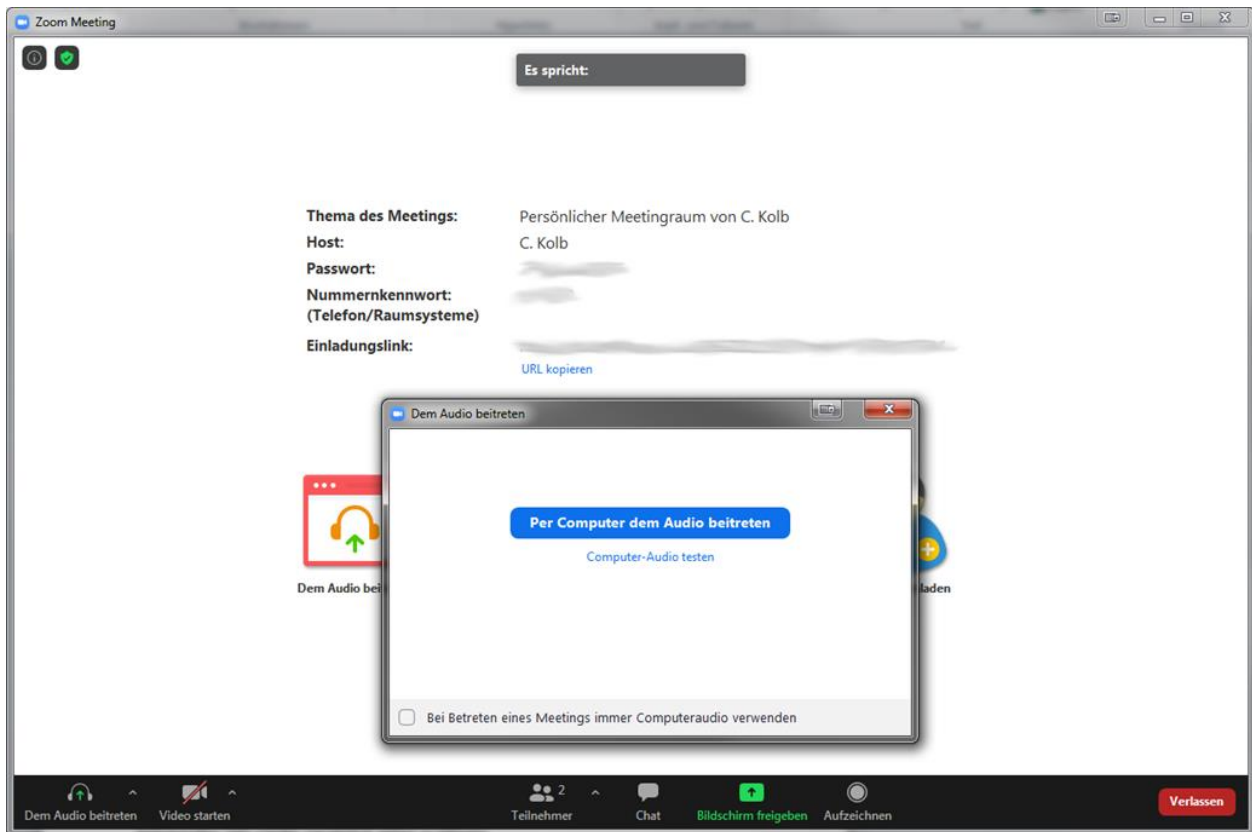 Zoom Meeting
Es spricht:
Thema des Meetings: Persönlicher Meetingraum von C. Kolb
Host: C. Kolb
Passwort:
Nummernkennwort:
(Telefon/Raumsysteme)
Einladungslink:
URL kopieren
Dem Audio beitreten
Per Computer dem Audio beitreten
Computer-Audio testen
Dem Audio bei
laden
Bei Betreten eines Meetings immer Computeraudio verwenden
Dem Audio beitreten Video starten Teilnehmer 2 Chat Bildschirm freigeben Aufzeichnen Verlassen